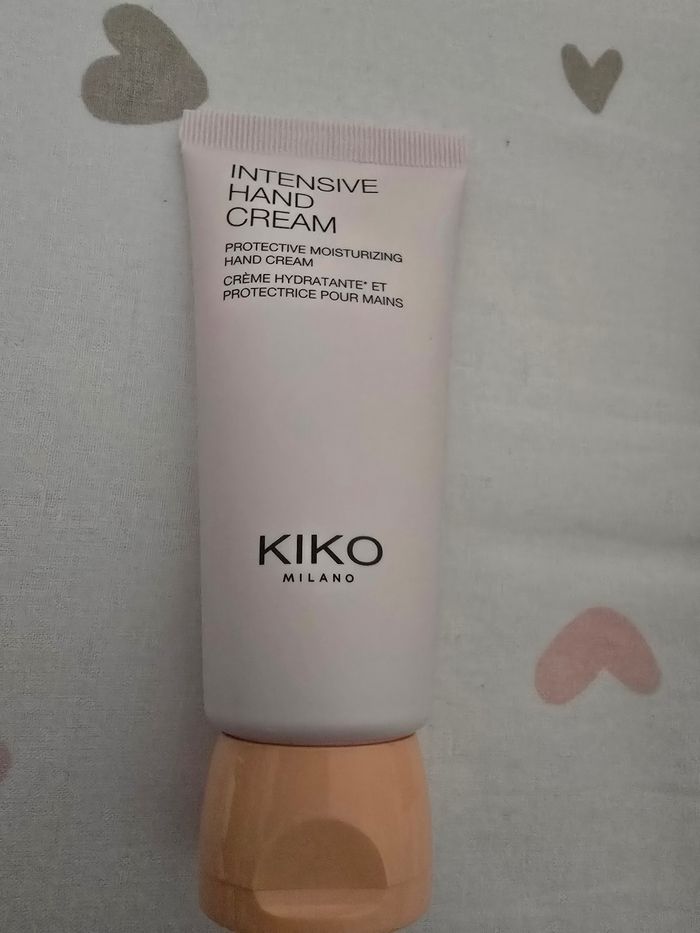 INTENSIVE
HAND
CREAM
PROTECTIVE MOISTURIZING
HAND CREAM
CRÈME HYDRATANTE* ET
PROTECTRICE POUR MAINS
KIKO
MILANO